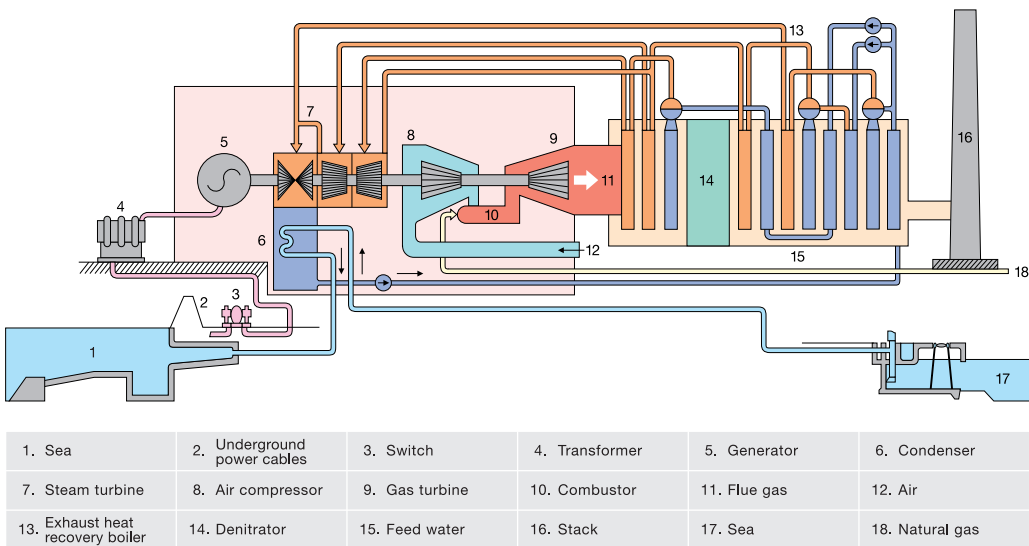 13
7
8
9
5
16
4
11
14
10
6
12
15
18
3
2
1
17
1. Sea
2. Underground
power cables
3. Switch
4. Transformer
5. Generator
6. Condenser
7. Steam turbine
8. Air compressor
9. Gas turbine
10. Combustor
11. Flue gas
12. Air
13. Exhaust heat
recovery boiler
14. Denitrator
15. Feed water
16. Stack
17. Sea
18. Natural gas